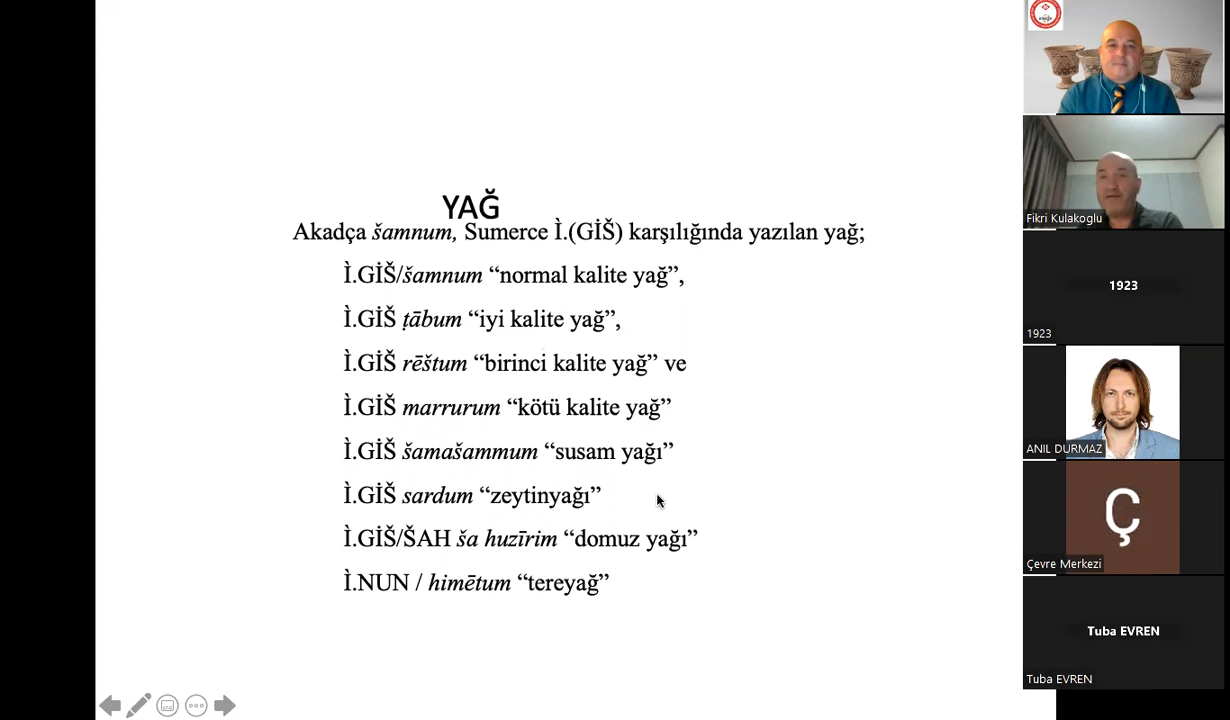 YAĞ
Akadça šamnum, Sumerce Ì.(GİŠ) karşılığında yazılan yağ;
Ì.GİŠ/šamnum “normal kalite yağ”,
Ì.GİŠ ṭābum “iyi kalite yağ”,
Ì.GİŠ rēštum “birinci kalite yağ” ve
Ì.GİŠ marrurum “kötü kalite yağ”
Ì.GİŠ šamašammum “susam yağı”
Ì.GİŠ sardum “zeytinyağı”
Ì.GİŠ/ŠAH ša huzīrim “domuz yağı”
Ì.NUN / himētum “tereyağ”
Fikri Kulakoglu
1923
1923
ANIL DURMAZ
Ç
Çevre Merkezi
Tuba EVREN
Tuba EVREN